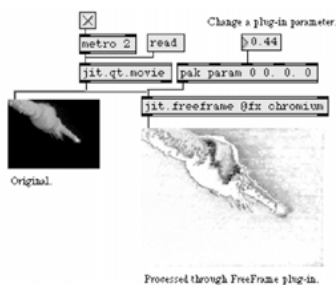 Change a plug-in parameter.
metro 2
read
0.44
jit.qt.movie
pak param 0 0. 0. 0
jit.freeframe @fx chromium
Original.
Processed through FreeFrame plug-in.